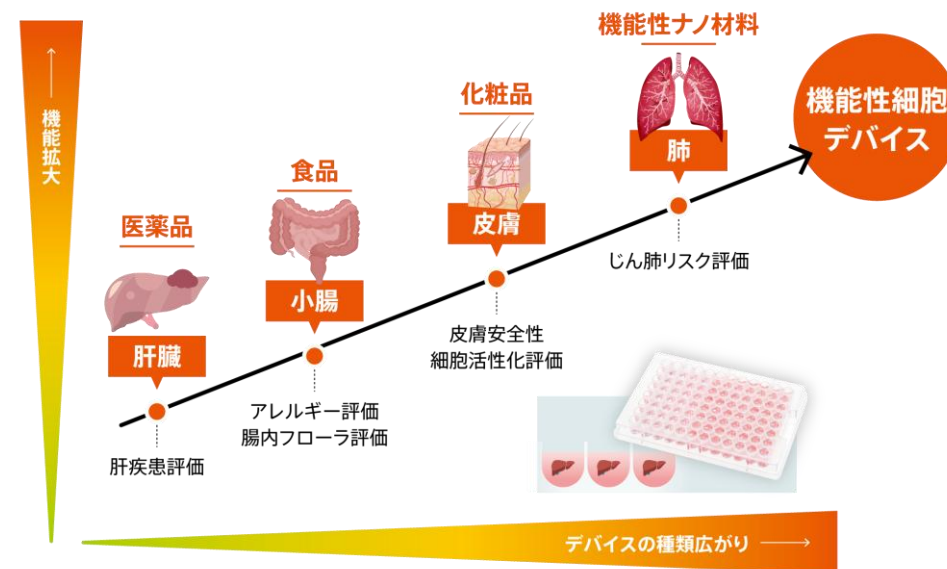 機能拡大
医薬品
肝臓
肝疾患評価
食品
小腸
アレルギー評価
腸内フローラ評価
化粧品
皮膚
皮膚安全性
細胞活性化評価
機能性ナノ材料
肺
じん肺リスク評価
機能性細胞
デバイス
デバイスの種類広がり